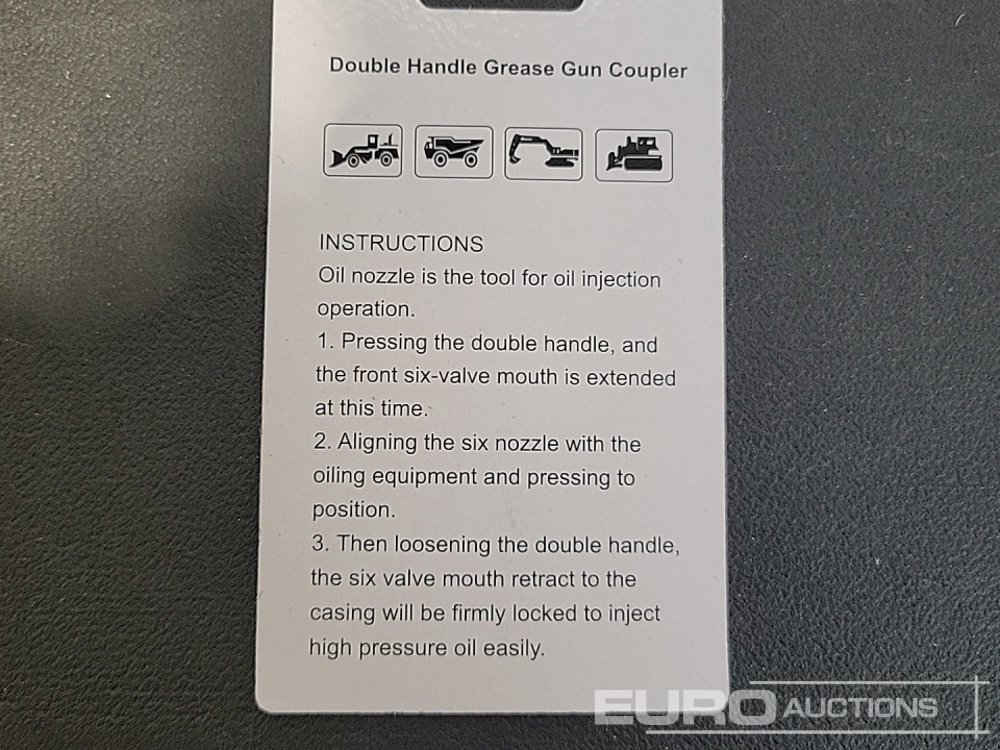 Double Handle Grease Gun Coupler
INSTRUCTIONS
Oil nozzle is the tool for oil injection
operation.
1. Pressing the double handle, and
the front six-valve mouth is extended
at this time.
2. Aligning the six nozzle with the
oiling equipment and pressing to
position.
3. Then loosening the double handle,
the six valve mouth retract to the
casing will be firmly locked to inject
high pressure oil easily.
EURO AUCTIONS